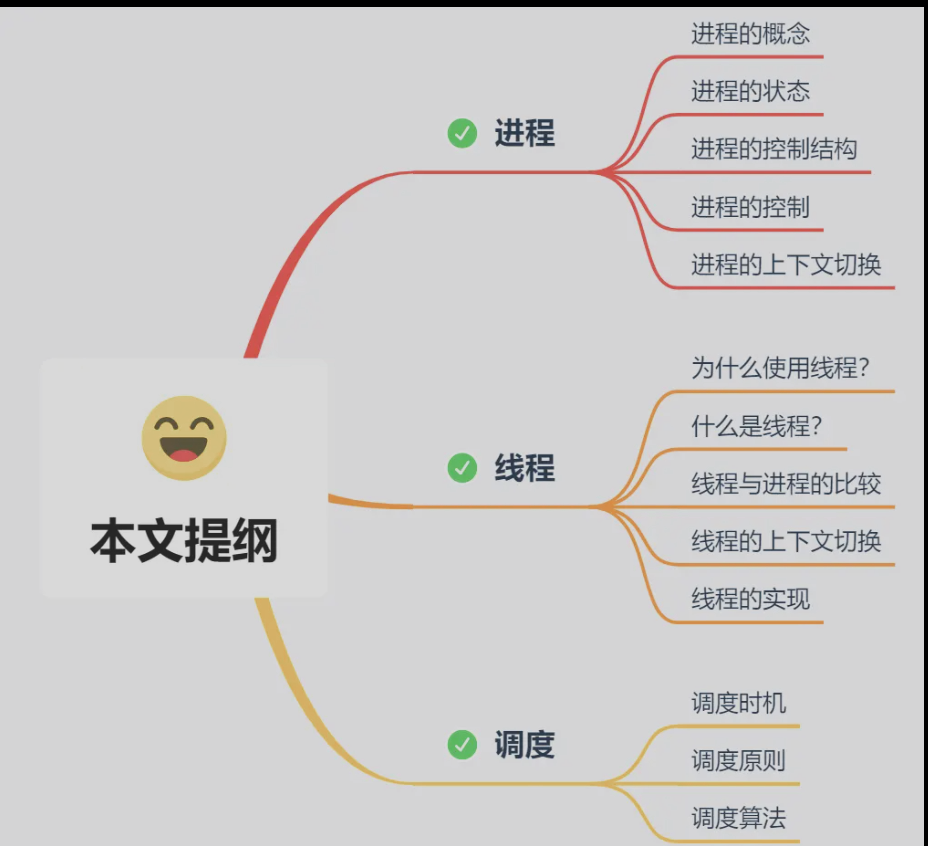 本文提纲
进程
进程的概念
进程的状态
进程的控制结构
进程的控制
进程的上下文切换
线程
为什么使用线程？
什么是线程？
线程与进程的比较
线程的上下文切换
线程的实现
调度
调度时机
调度原则
调度算法